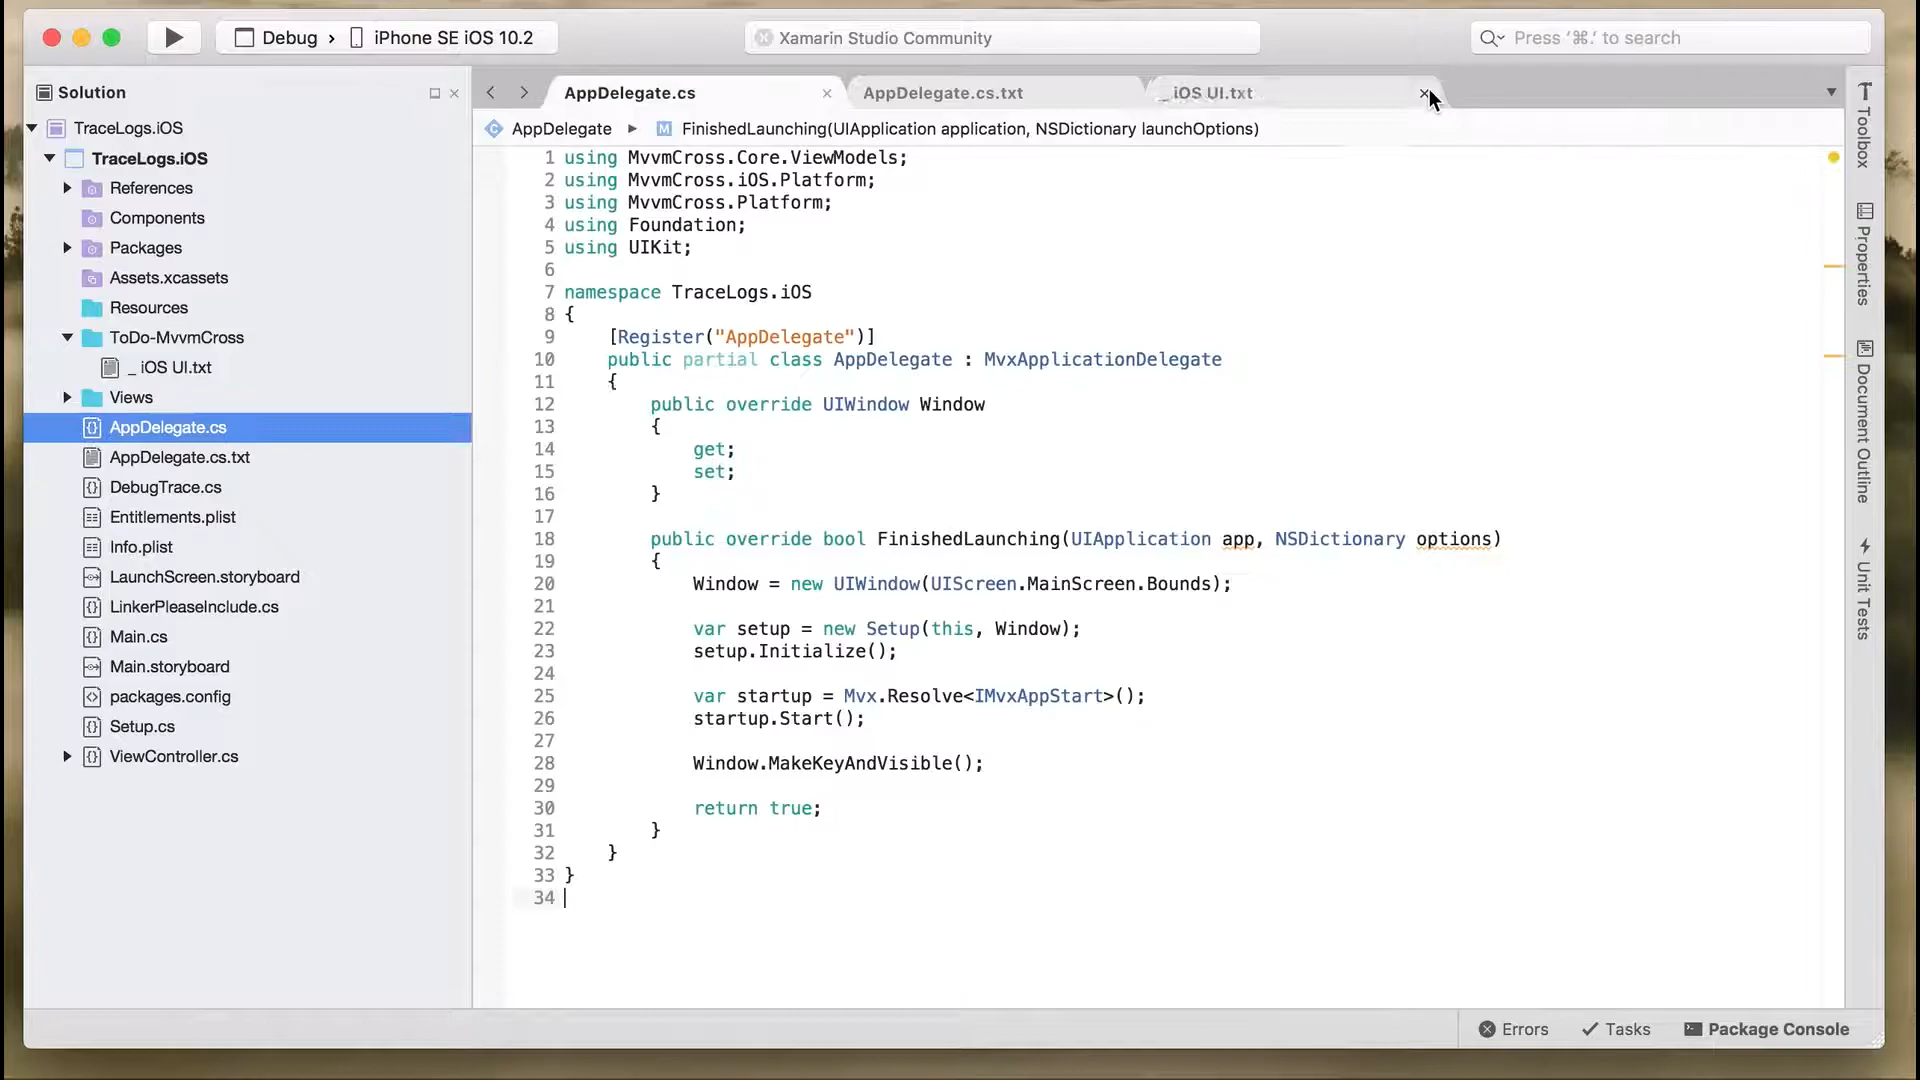 Debug › iPhone SE iOS 10.2
Xamarin Studio Community
Press '⌘.' to search
Solution
TraceLogs.iOS
TraceLogs.iOS
References
Components
Packages
Assets.xcassets
Resources
ToDo-MvvmCross
_ iOS UI.txt
Views
AppDelegate.cs
AppDelegate.cs.txt
DebugTrace.cs
Entitlements.plist
Info.plist
LaunchScreen.storyboard
LinkerPleaseInclude.cs
Main.cs
Main.storyboard
packages.config
Setup.cs
ViewController.cs
AppDelegate.cs
AppDelegate.cs.txt
_ iOS UI.txt
AppDelegate
M FinishedLaunching(UIApplication application, NSDictionary launchOptions)
1 using MvvmCross.Core.ViewModels;
2 using MvvmCross.iOS.Platform;
3 using MvvmCross.Platform;
4 using Foundation;
5 using UIKit;
6
7 namespace TraceLogs.iOS
8 {
9 [Register("AppDelegate")]
10 public partial class AppDelegate : MvxApplicationDelegate
11 {
12 public override UIWindow Window
13 {
14 get;
15 set;
16 }
17
18 public override bool FinishedLaunching(UIApplication app, NSDictionary options)
19 {
20 Window = new UIWindow(UIScreen.MainScreen.Bounds);
21
22 var setup = new Setup(this, Window);
23 setup.Initialize();
24
25 var startup = Mvx.Resolve<IMvxAppStart>();
26 startup.Start();
27
28 Window.MakeKeyAndVisible();
29
30 return true;
31 }
32 }
33 }
34
Toolbox
Properties
Document Outline
Unit Tests
Errors
Tasks
Package Console